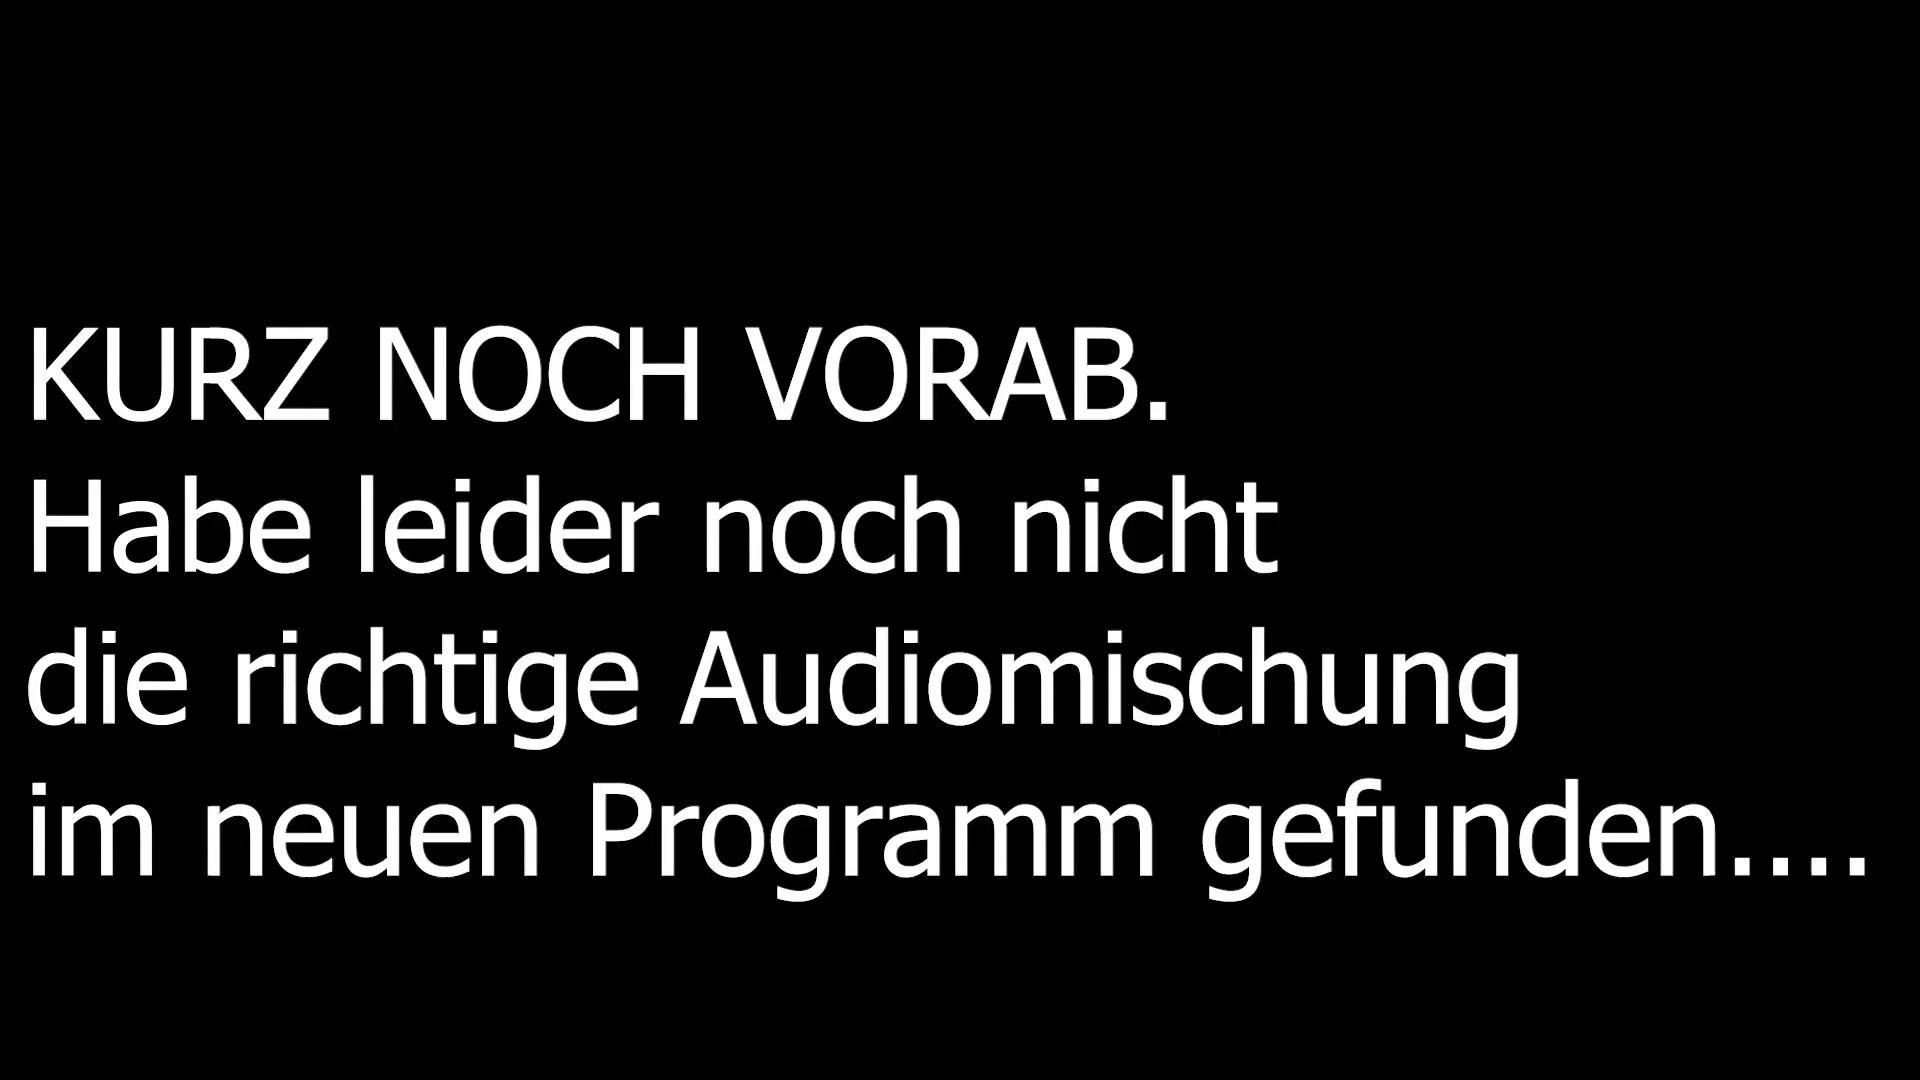 KURZ NOCH VORAB.
Habe leider noch nicht
die richtige Audiomischung
im neuen Programm gefunden....